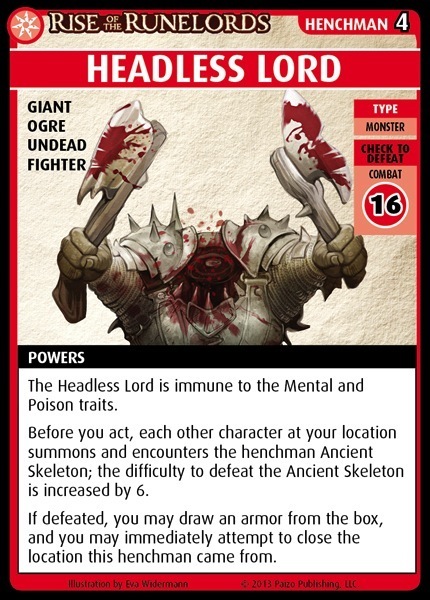 RISE OF THE RUNELORDS
HENCHMAN 4
HEADLESS LORD
GIANT
OGRE
UNDEAD
FIGHTER
TYPE
MONSTER
CHECK TO
DEFEAT
COMBAT
16
POWERS
The Headless Lord is immune to the Mental and
Poison traits.
Before you act, each other character at your location
summons and encounters the henchman Ancient
Skeleton; the difficulty to defeat the Ancient Skeleton
is increased by 6.
If defeated, you may draw an armor from the box,
and you may immediately attempt to close the
location this henchman came from.
Illustration by Eva Widermann © 2013 Paizo Publishing, LLC